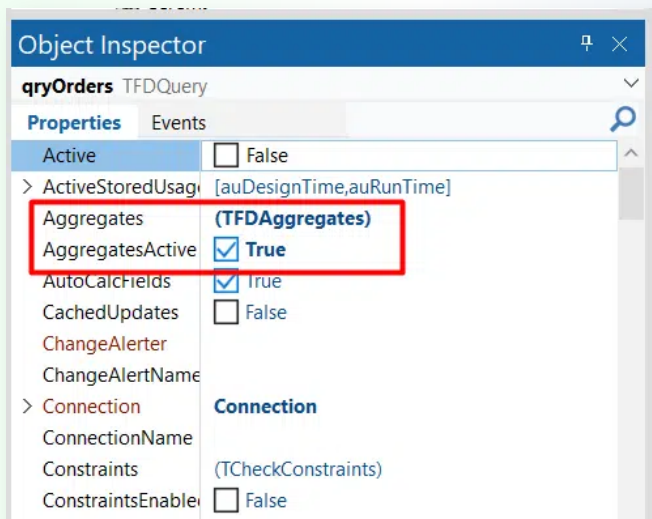 Object Inspector
qryOrders TFDQuery
Properties Events
Active False
ActiveStoredUsag [auDesignTime,auRunTime]
Aggregates (TFDAggregates)
AggregatesActive True
AutoCalcFields True
CachedUpdates False
ChangeAlerter
ChangeAlertName
Connection Connection
ConnectionName
Constraints (TCheckConstraints)
ConstraintsEnable False